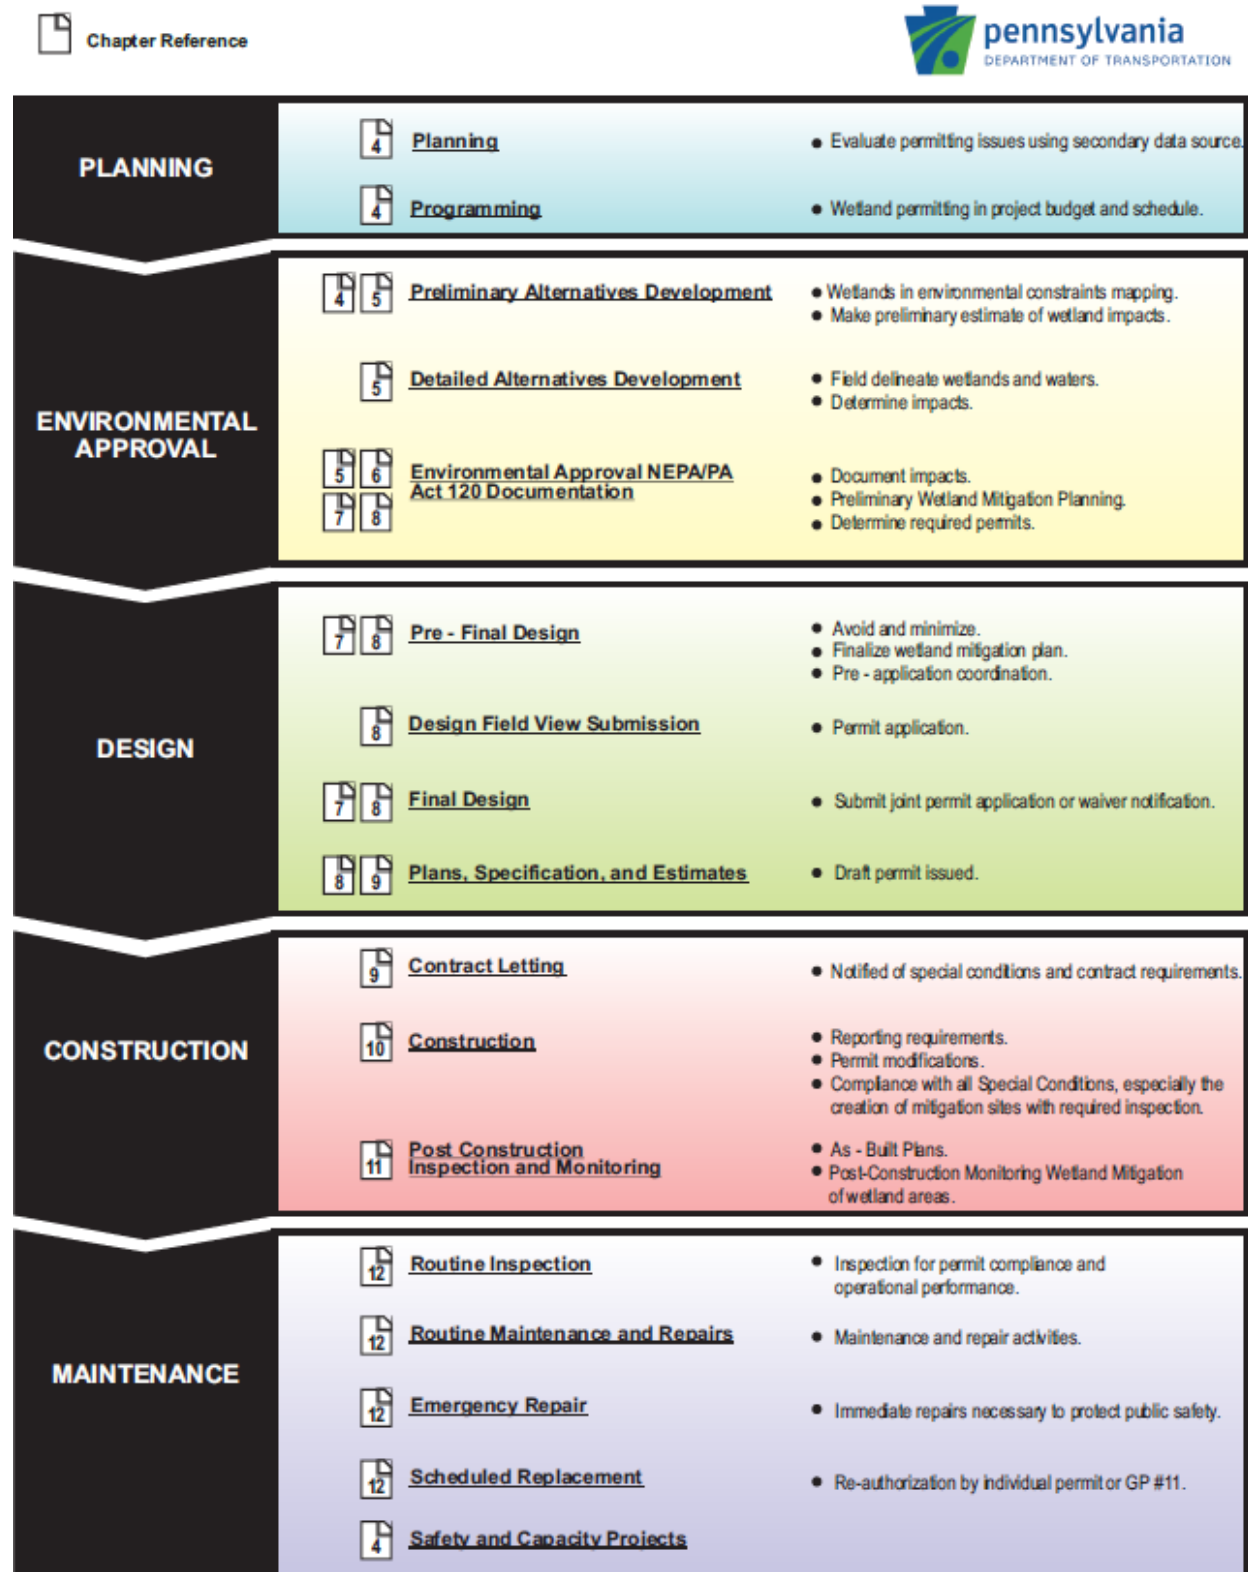 Chapter Reference
pennsylvania
DEPARTMENT OF TRANSPORTATION
PLANNING
4 Planning
● Evaluate permitting issues using secondary data source.
4 Programming
● Wetland permitting in project budget and schedule.
ENVIRONMENTAL
APPROVAL
4 5 Preliminary Alternatives Development
● Wetlands in environmental constraints mapping.
● Make preliminary estimate of wetland impacts.
5 Detailed Alternatives Development
● Field delineate wetlands and waters.
● Determine impacts.
5 6 Environmental Approval NEPA/PA
7 8 Act 120 Documentation
● Document impacts.
● Preliminary Wetland Mitigation Planning.
● Determine required permits.
DESIGN
7 8 Pre - Final Design
● Avoid and minimize.
● Finalize wetland mitigation plan.
● Pre - application coordination.
8 Design Field View Submission
● Permit application.
7 8 Final Design
● Submit joint permit application or waiver notification.
8 9 Plans, Specification, and Estimates
● Draft permit issued.
CONSTRUCTION
9 Contract Letting
● Notified of special conditions and contract requirements.
10 Construction
● Reporting requirements.
● Permit modifications.
● Compliance with all Special Conditions, especially the
creation of mitigation sites with required inspection.
11 Post Construction
Inspection and Monitoring
● As - Built Plans.
● Post-Construction Monitoring Wetland Mitigation
of wetland areas.
MAINTENANCE
12 Routine Inspection
● Inspection for permit compliance and
operational performance.
12 Routine Maintenance and Repairs
● Maintenance and repair activities.
12 Emergency Repair
● Immediate repairs necessary to protect public safety.
12 Scheduled Replacement
● Re-authorization by individual permit or GP #11.
4 Safety and Capacity Projects